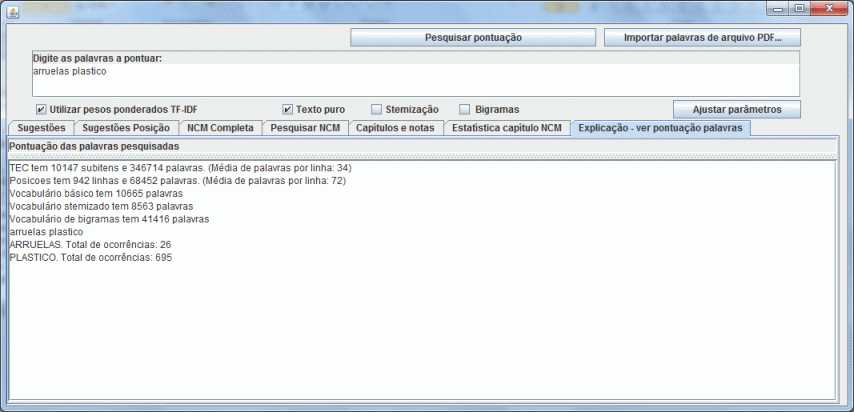 Pesquisar pontuação
Importar palavras de arquivo PDF...
Digite as palavras a pontuar:
arruelas plastico
Utilizar pesos ponderados TF-IDF
Texto puro
Stemização
Bigramas
Ajustar parâmetros
Sugestões
Sugestões Posição
NCM Completa
Pesquisar NCM
Capítulos e notas
Estatística capítulo NCM
Explicação - ver pontuação palavras
Pontuação das palavras pesquisadas
TEC tem 10147 subitens e 346714 palavras. (Média de palavras por linha: 34)
Posicoes tem 942 linhas e 68452 palavras. (Média de palavras por linha: 72)
Vocabulário básico tem 10665 palavras
Vocabulário stemizado tem 8563 palavras
Vocabulário de bigramas tem 41416 palavras
arruelas plastico
ARRUELAS. Total de ocorrências: 26
PLASTICO. Total de ocorrências: 695